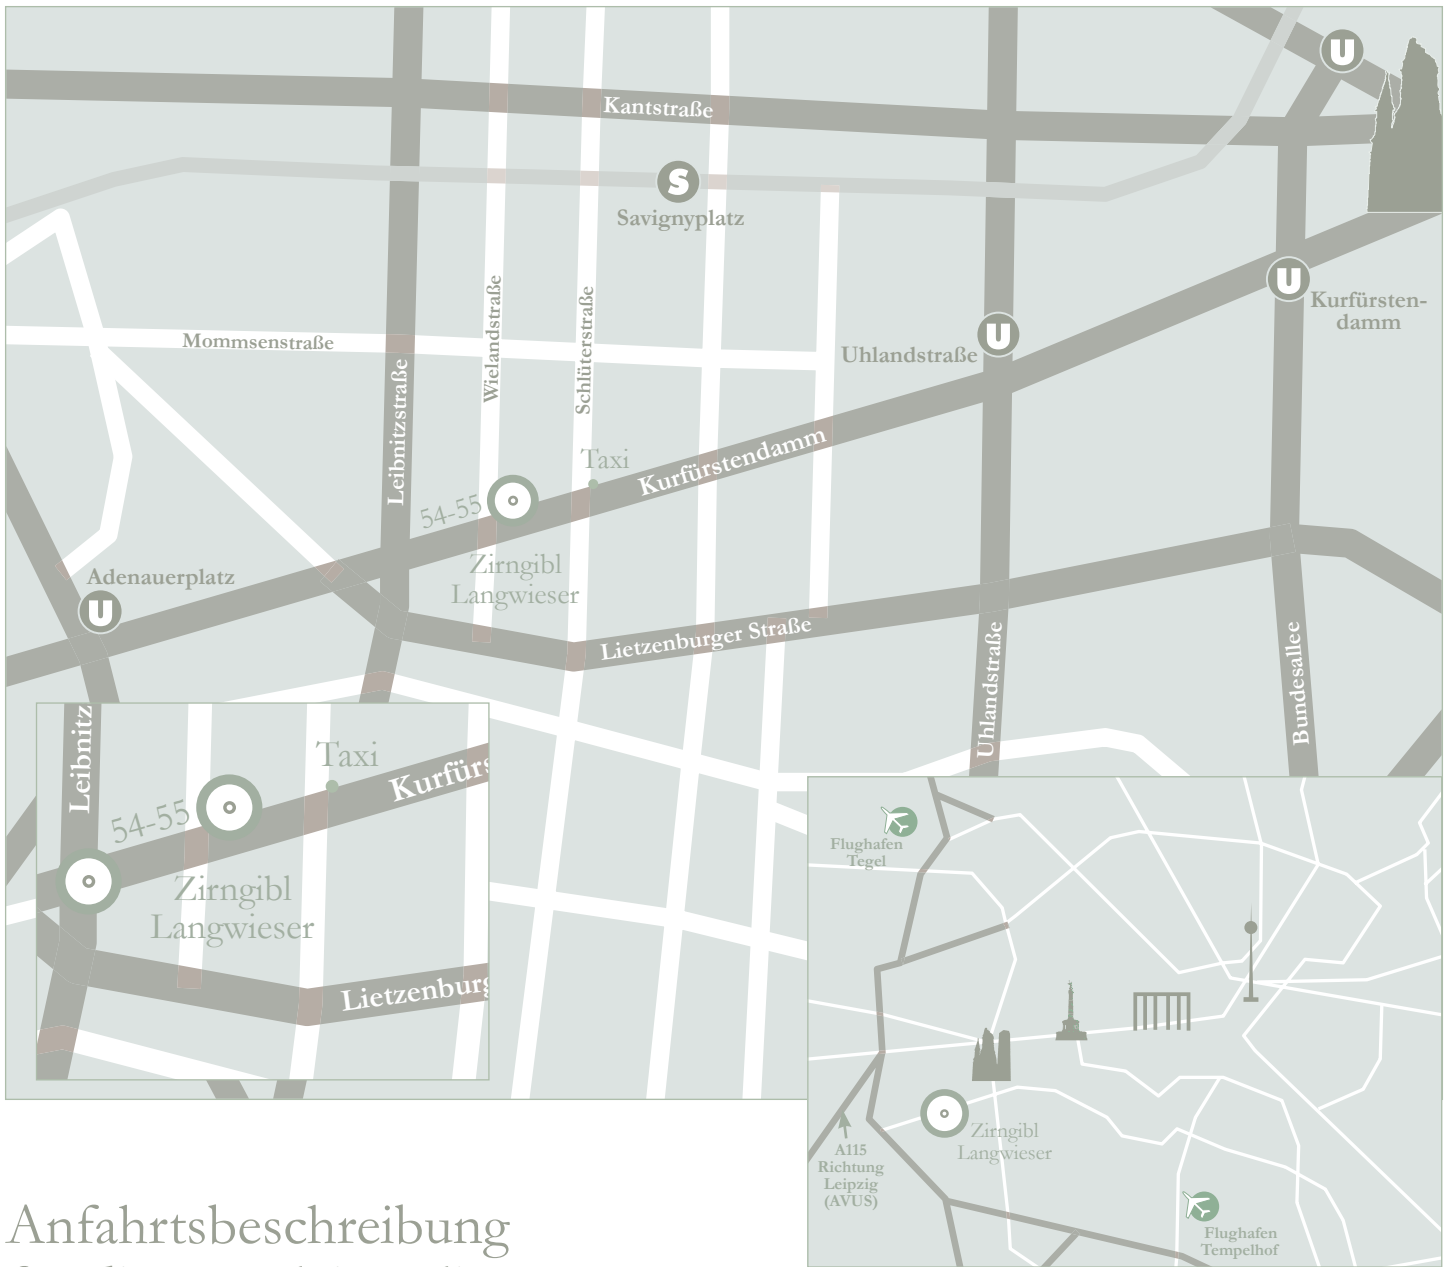 U
Kantstraße
S
Savignyplatz
U
Kurfürsten-
damm
Wielandstraße
Schlüterstraße
U
Mommsenstraße
Uhlandstraße
Leibnitzstraße
Taxi
Kurfürstendamm
54-55
Zirngibl
Langwieser
Adenauerplatz
U
Lietzenburger Straße
Uhlandstraße
Bundesallee
Leibnitz
Taxi
Kurfürs
54-55
Zirngibl
Langwieser
Lietzenburg
Flughafen
Tegel
Zirngibl
Langwieser
A115
Richtung
Leipzig
(AVUS)
Flughafen
Tempelhof
Anfahrtsbeschreibung